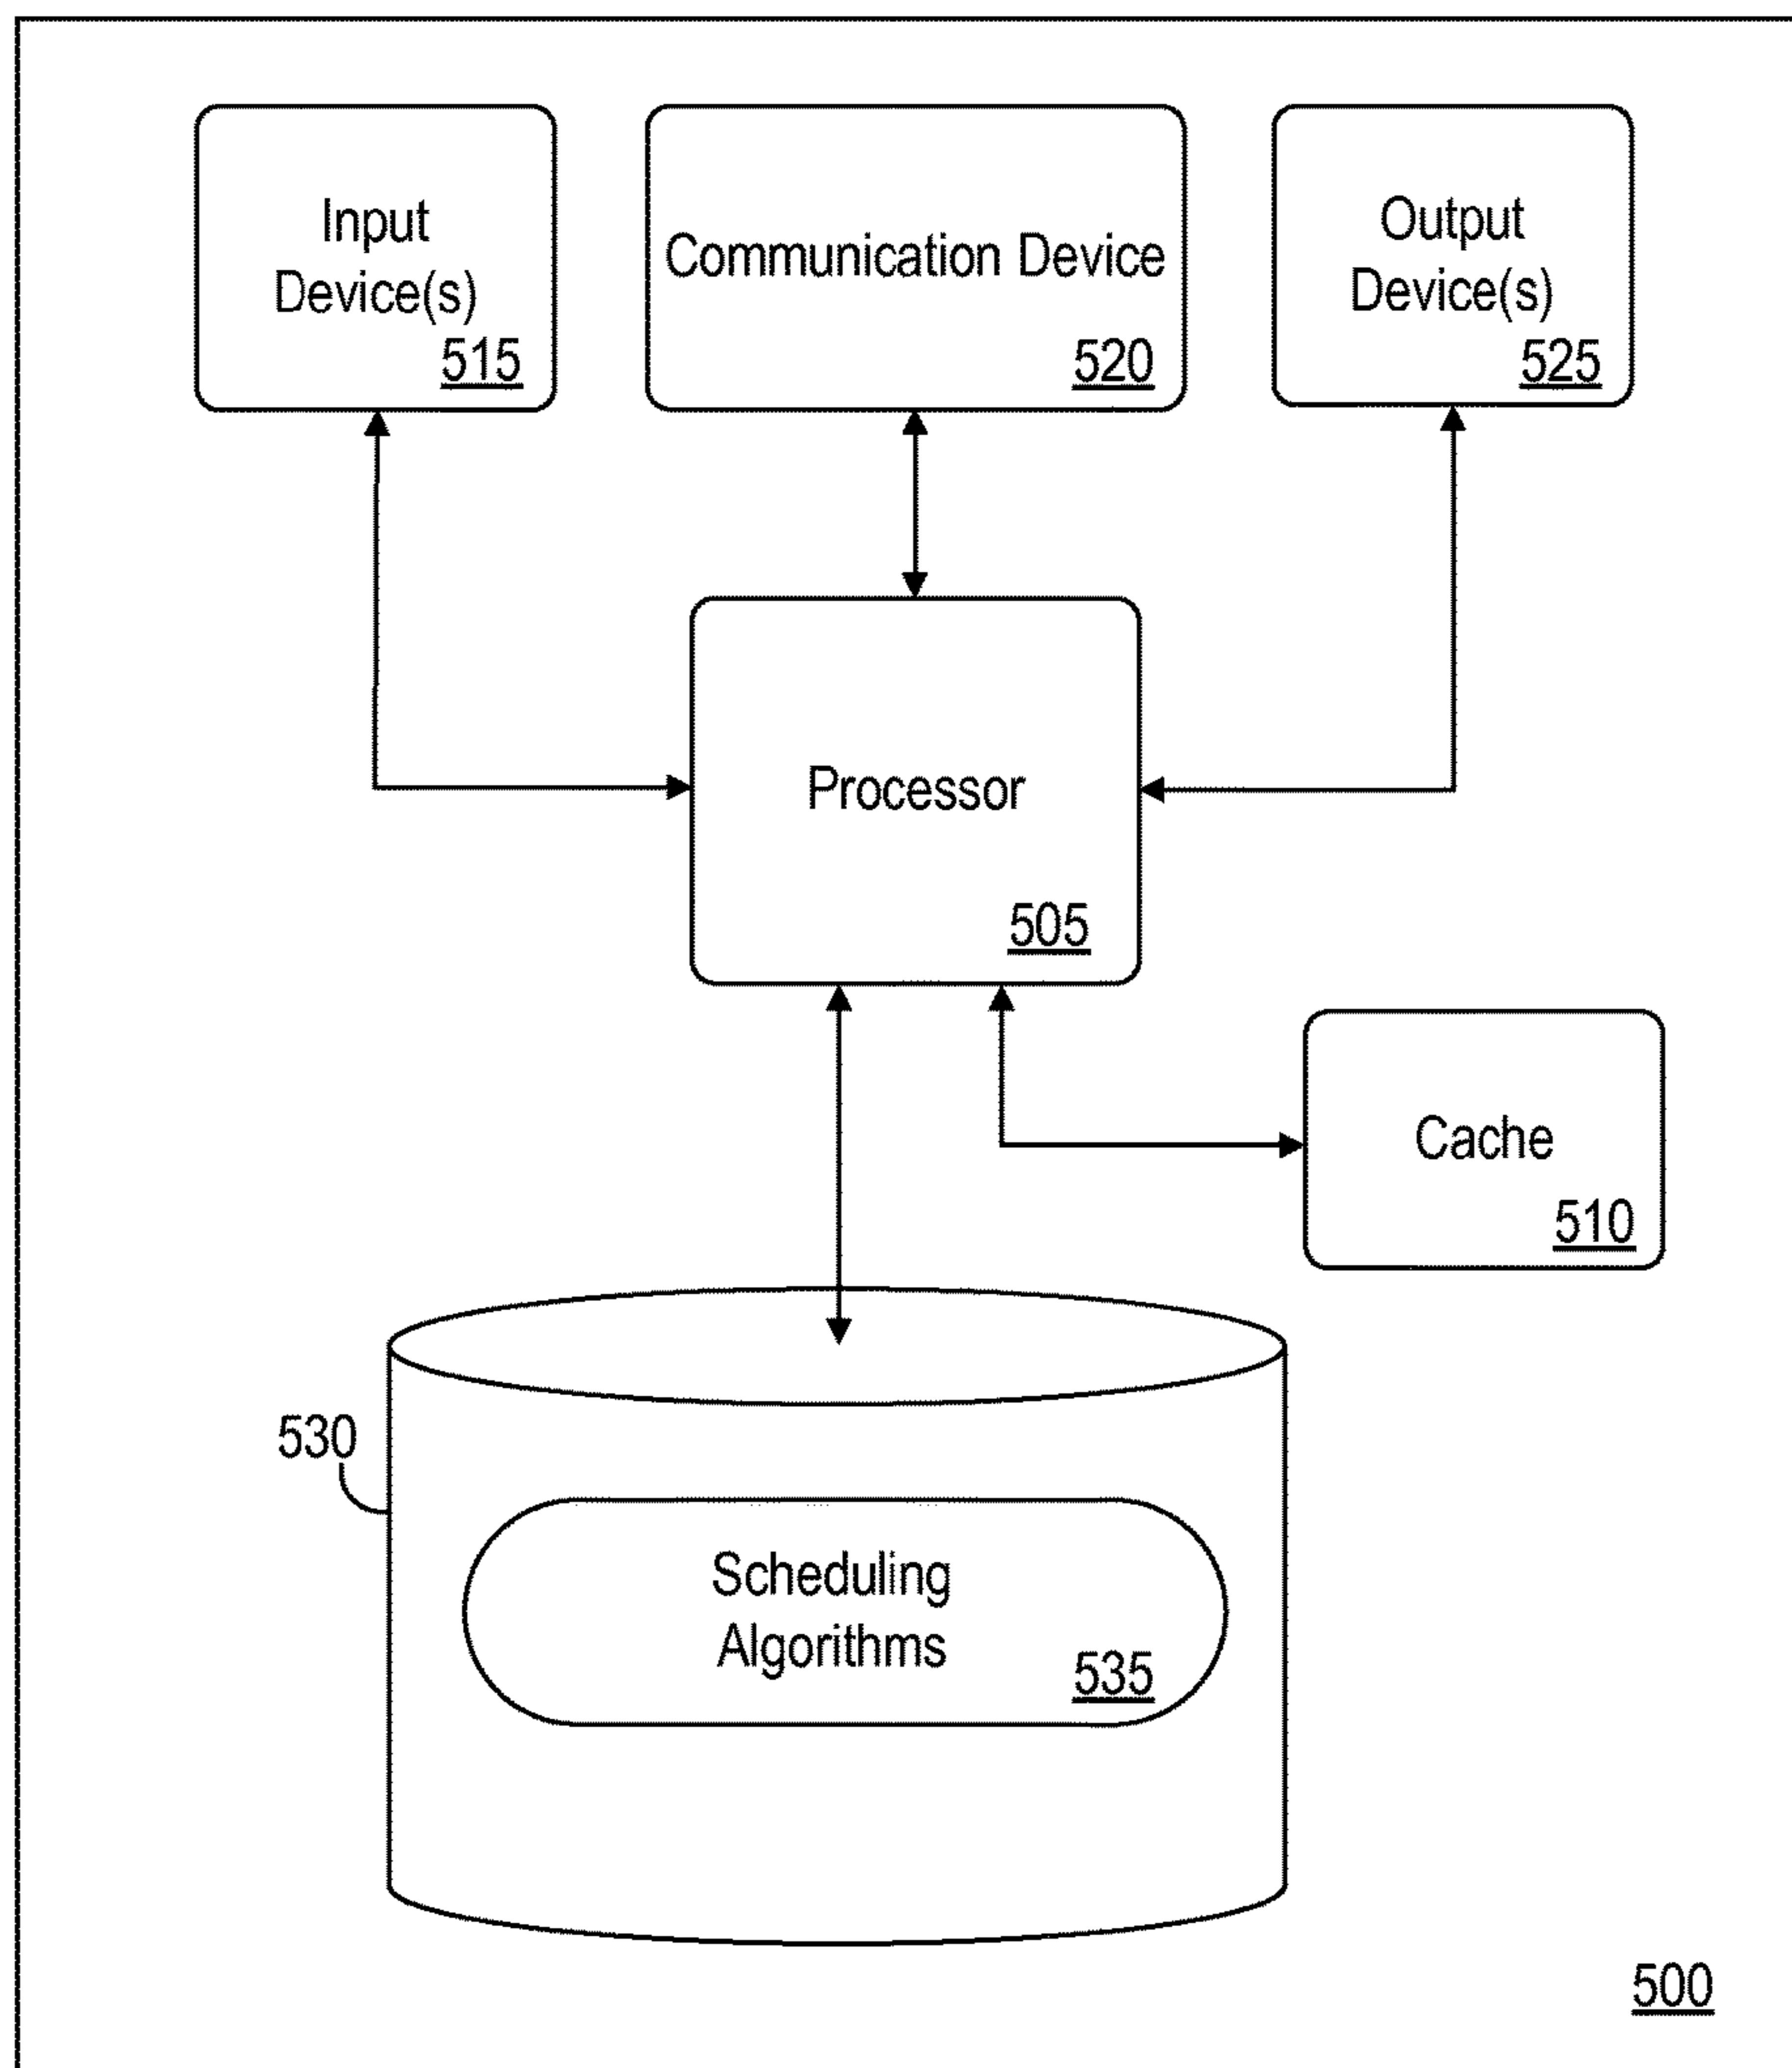 Input
Device(s)
515
Communication Device
520
Output
Device(s)
525
Processor
505
Cache
510
530
Scheduling
Algorithms
535
500